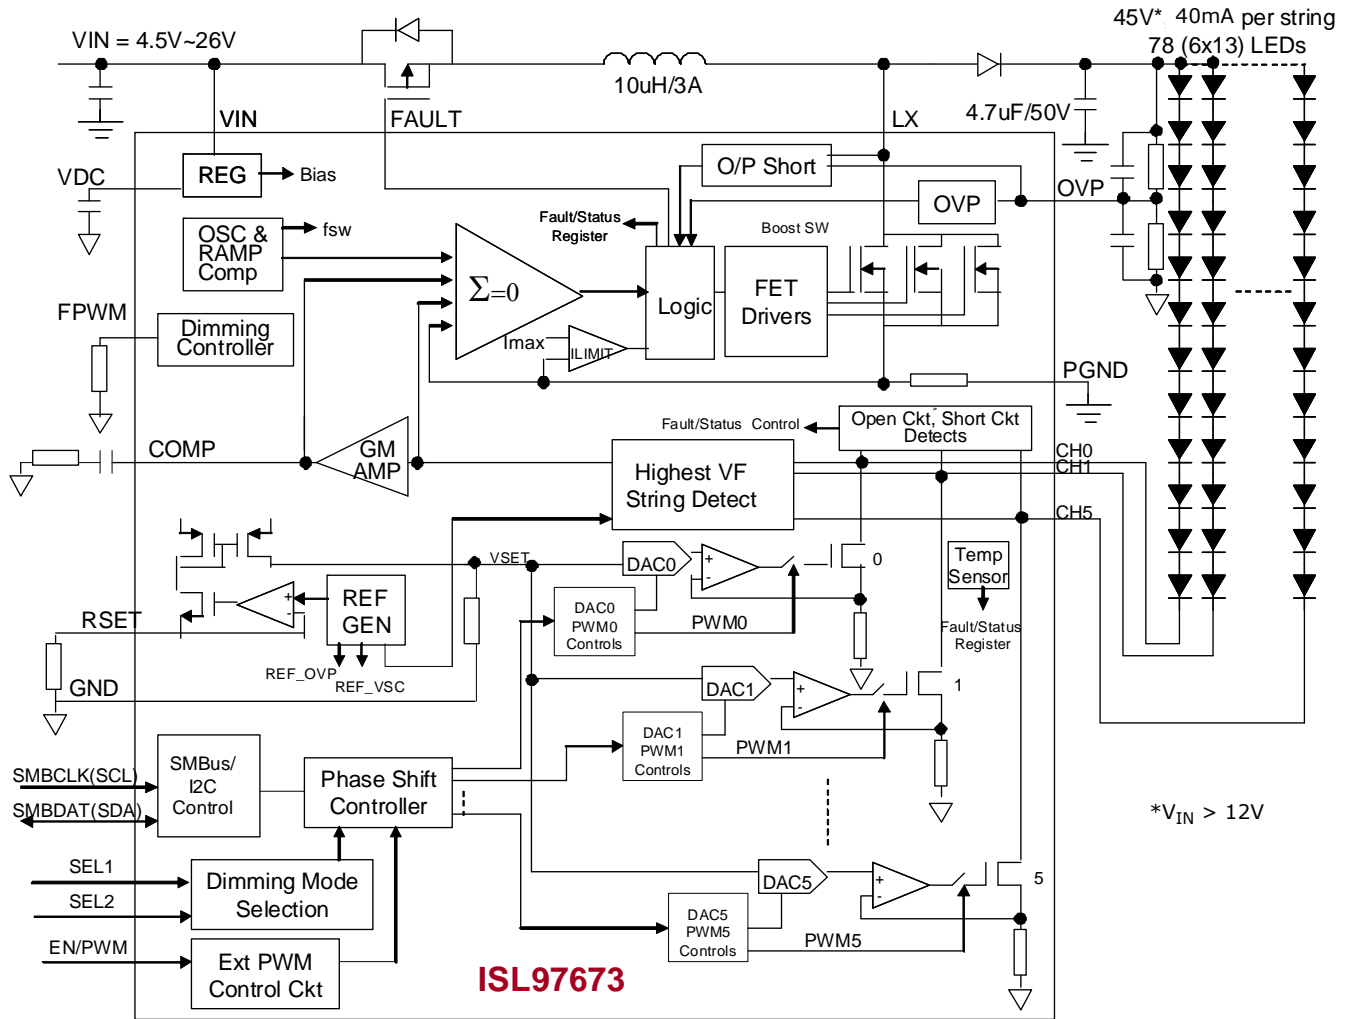 45V*, 40mA per string
78 (6x13) LEDs
VIN = 4.5V~26V
10uH/3A
4.7uF/50V
VIN
FAULT
LX
REG
Bias
VDC
O/P Short
OVP
OVP
OSC &
RAMP
Comp
fsw
Fault/Status
Register
Boost SW
Σ=0
Logic
FET
Drivers
FPWM
Dimming
Controller
Imax
ILIMIT
PGND
Fault/Status Control
Open Ckt, Short Ckt
Detects
COMP
GM
AMP
Highest VF
String Detect
CH0
CH1
CH5
VSET
DAC0
+
-
0
Temp
Sensor
Fault/Status
Register
REF
GEN
+
-
RSET
DAC0
PWM0
Controls
PWM0
REF_OVP
REF_VSC
GND
DAC1
+
-
1
DAC1
PWM1
Controls
PWM1
SMBus/
I2C
Control
SMBCLK(SCL)
SMBDAT(SDA)
Phase Shift
Controller
*VIN > 12V
SEL1
SEL2
Dimming Mode
Selection
DAC5
+
-
5
DAC5
PWM5
Controls
PWM5
EN/PWM
Ext PWM
Control Ckt
ISL97673